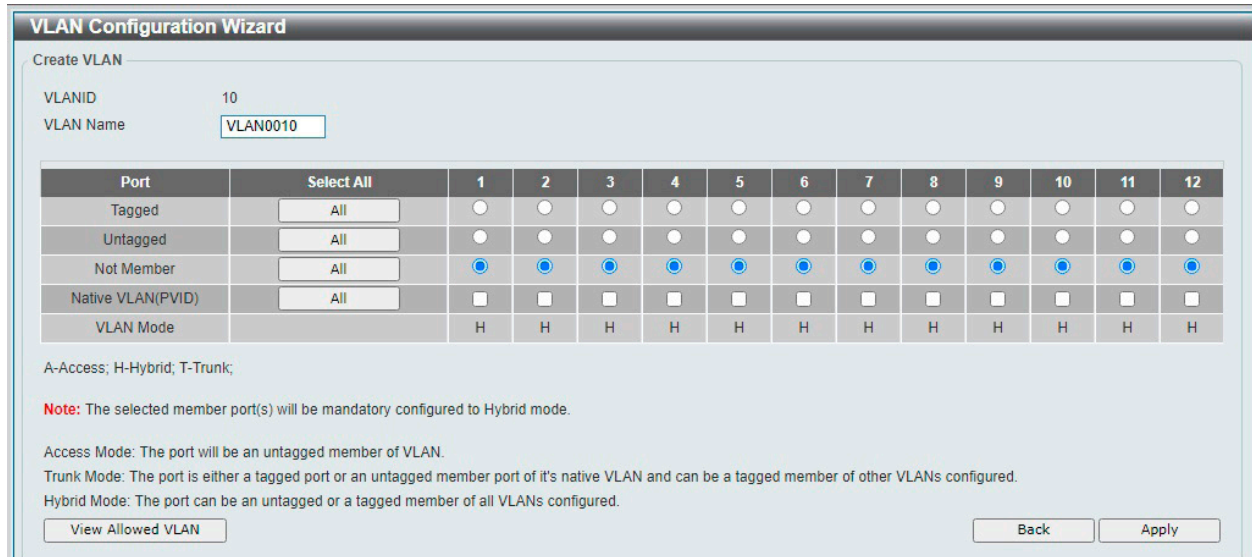 VLAN Configuration Wizard
Create VLAN
VLANID 10
VLAN Name VLAN0010
Port Select All 1 2 3 4 5 6 7 8 9 10 11 12
Tagged All
Untagged All
Not Member All
Native VLAN(PVID) All
VLAN Mode H H H H H H H H H H H H
A-Access; H-Hybrid; T-Trunk;
Note: The selected member port(s) will be mandatory configured to Hybrid mode.
Access Mode: The port will be an untagged member of VLAN.
Trunk Mode: The port is either a tagged port or an untagged member port of it's native VLAN and can be a tagged member of other VLANs configured.
Hybrid Mode: The port can be an untagged or a tagged member of all VLANs configured.
View Allowed VLAN Back Apply